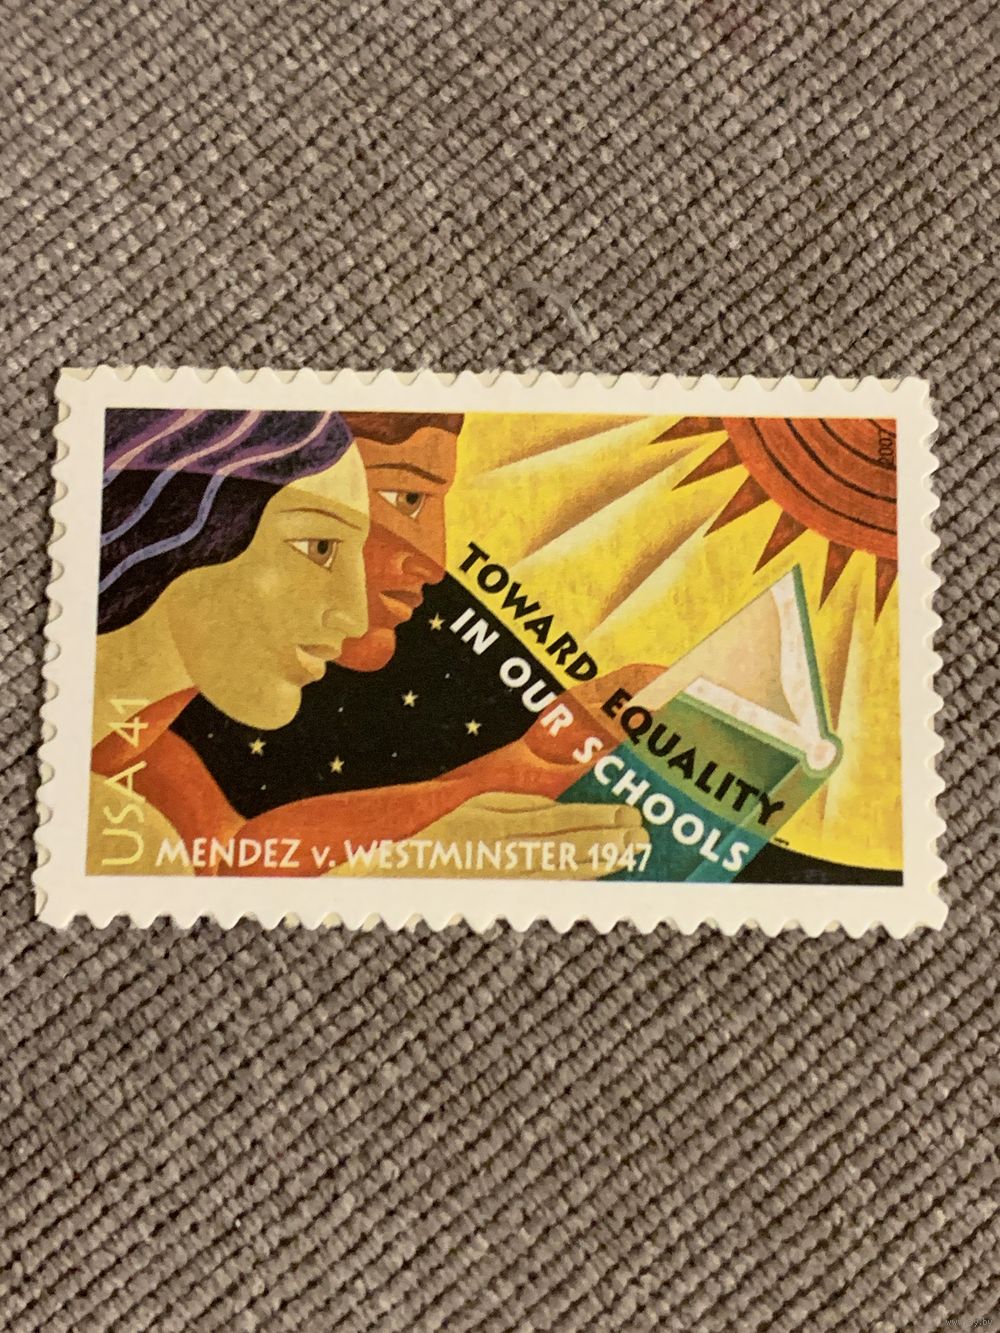 2007
TOWARD EQUALITY
IN OUR SCHOOLS
USA 41
MENDEZ v. WESTMINSTER 1947